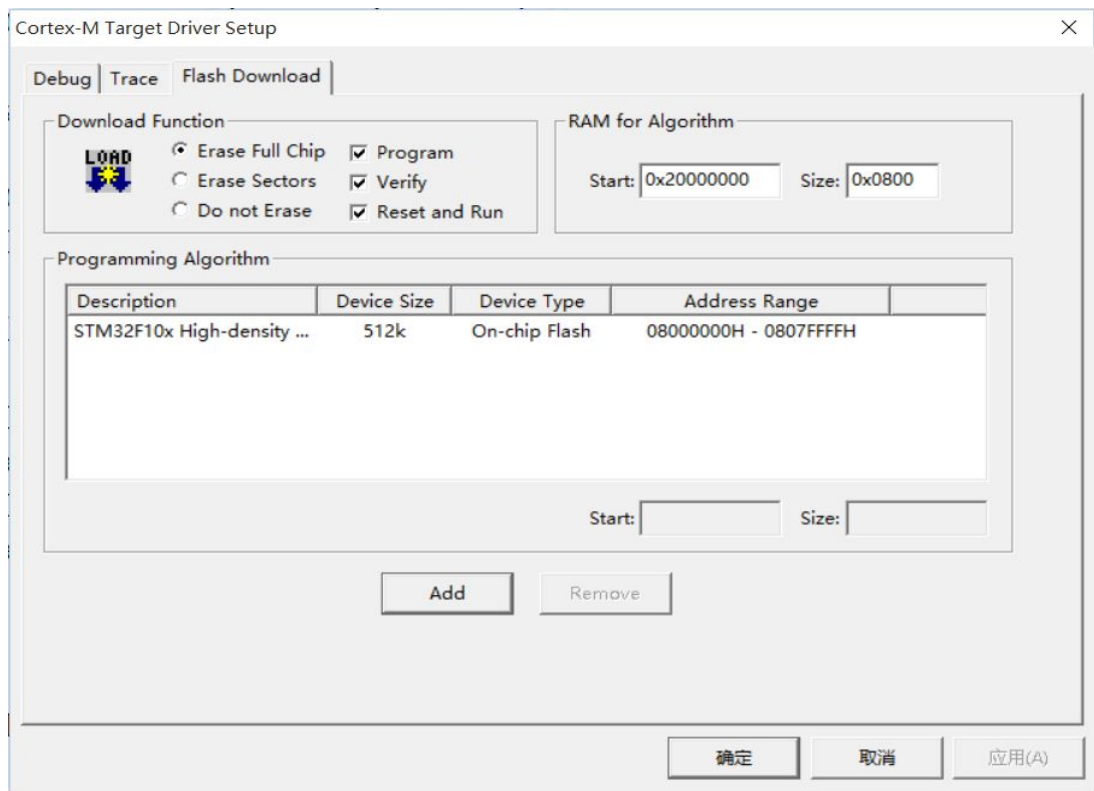 Cortex-M Target Driver Setup
Debug Trace Flash Download
Download Function
LOAD
Erase Full Chip
Erase Sectors
Do not Erase
Program
Verify
Reset and Run
RAM for Algorithm
Start: 0x20000000 Size: 0x0800
Programming Algorithm
Description Device Size Device Type Address Range
STM32F10x High-density ... 512k On-chip Flash 08000000H - 0807FFFFH
Start: Size:
Add Remove
确定 取消 应用(A)